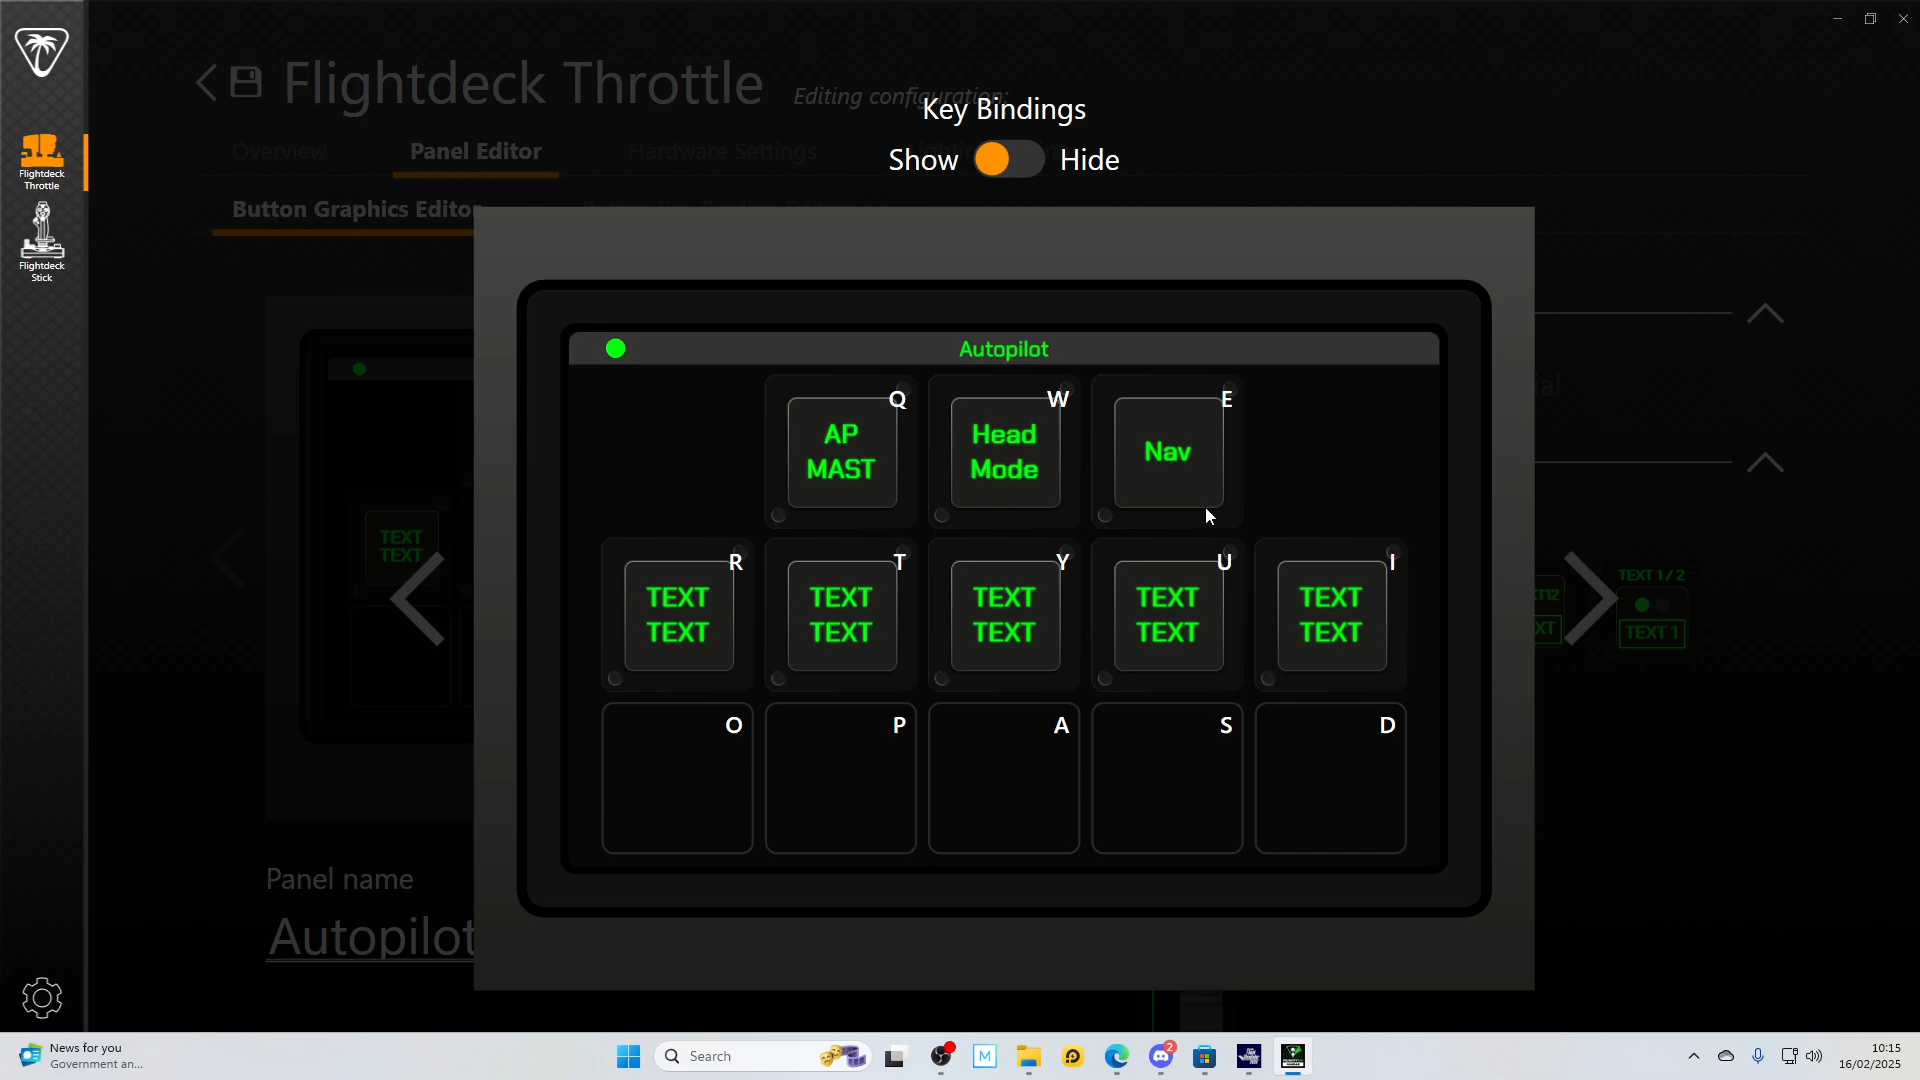 Flightdeck Throttle
Editing configuration:
Key Bindings
Show
Hide
Overview
Panel Editor
Hardware Settings
Button Graphics Editor
Flightdeck
Throttle
Flightdeck
Stick
Autopilot
Q
W
E
AP
MAST
Head
Mode
Nav
R
T
Y
U
I
TEXT
TEXT
TEXT
TEXT
TEXT
TEXT
TEXT
TEXT
TEXT
TEXT
O
P
A
S
D
TEXT
TEXT
TEXT 1 / 2
TEXT 1
Panel name
Autopilot
News for you
Government an...
Search
M
2
10:15
16/02/2025